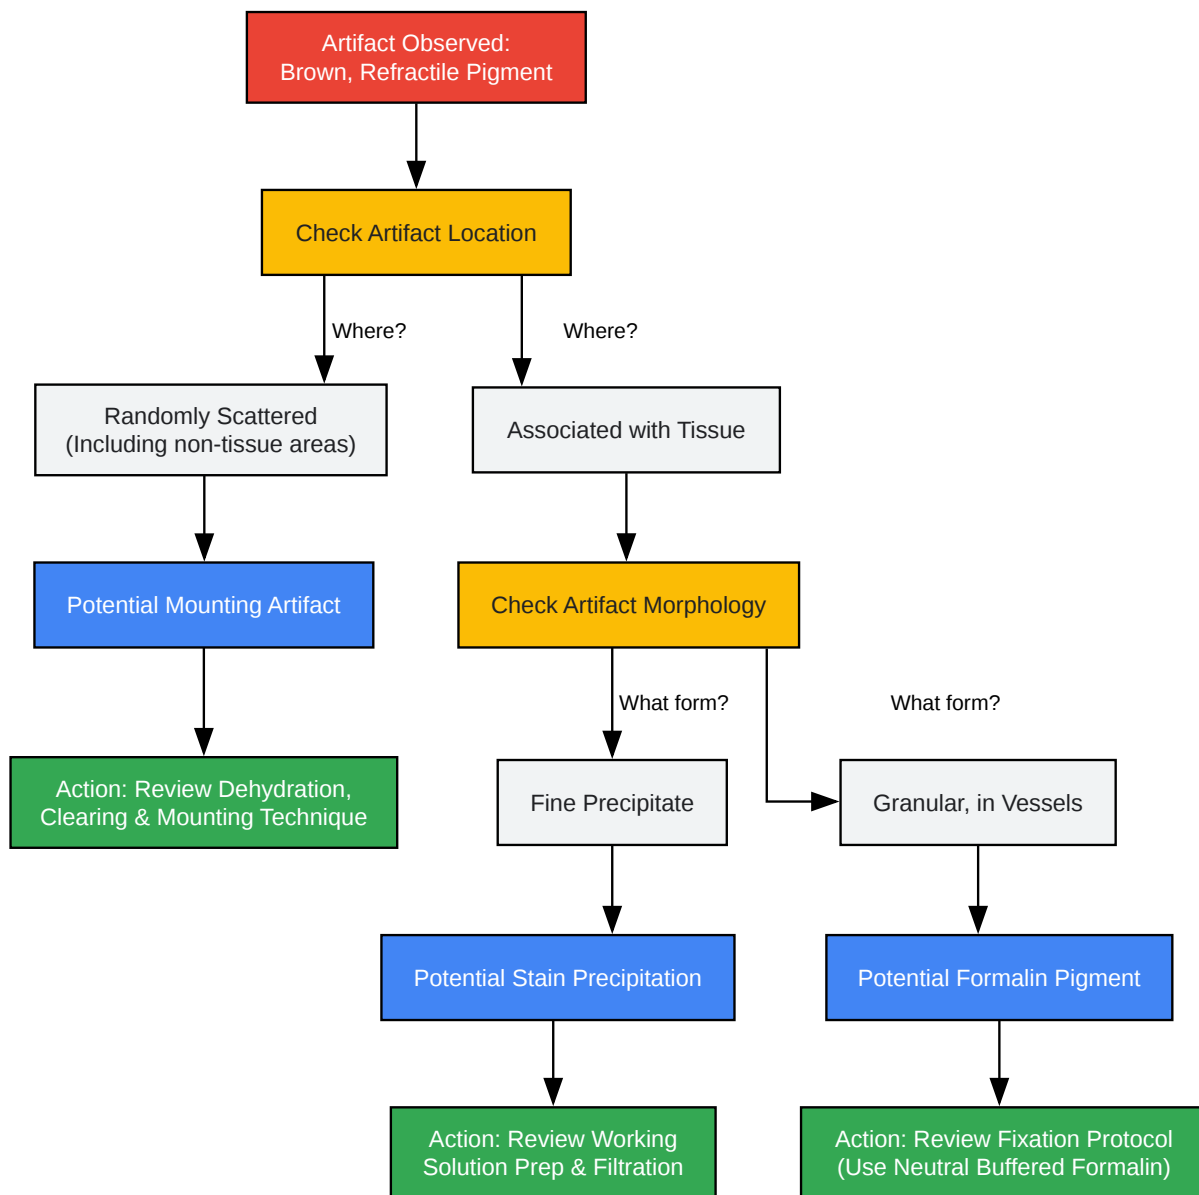 Artifact Observed:
Brown, Refractile Pigment
Check Artifact Location
Where?
Where?
Randomly Scattered
(Including non-tissue areas)
Associated with Tissue
Potential Mounting Artifact
Check Artifact Morphology
What form?
What form?
Action: Review Dehydration,
Clearing & Mounting Technique
Fine Precipitate
Granular, in Vessels
Potential Stain Precipitation
Potential Formalin Pigment
Action: Review Working
Solution Prep & Filtration
Action: Review Fixation Protocol
(Use Neutral Buffered Formalin)